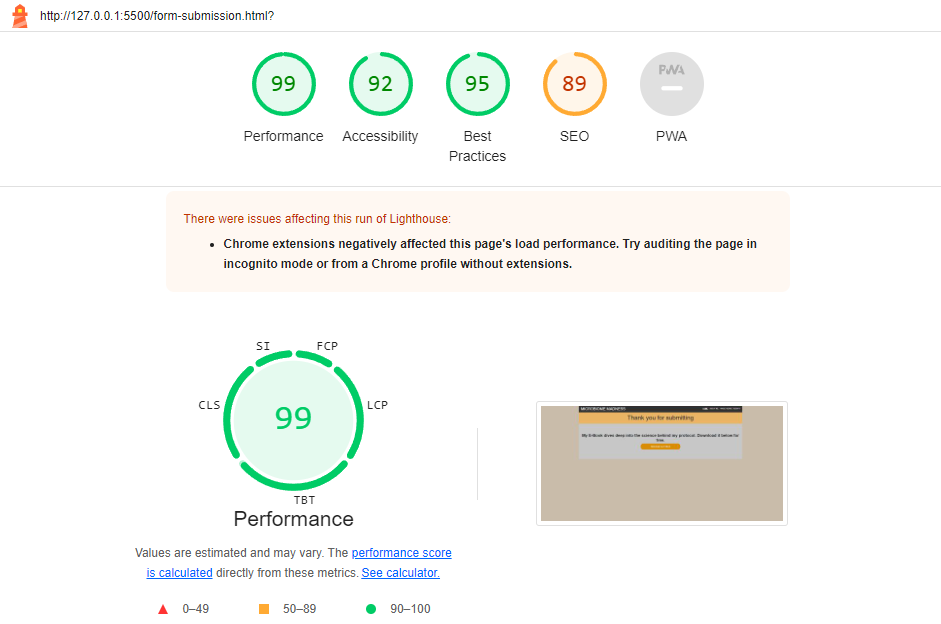 http://127.0.0.1:5500/form-submission.html?
99
92
95
89
PWA
Performance
Accessibility
Best
Practices
SEO
PWA
There were issues affecting this run of Lighthouse:
• Chrome extensions negatively affected this page's load performance. Try auditing the page in
incognito mode or from a Chrome profile without extensions.
SI
FCP
CLS
LCP
99
TBT
Performance
Values are estimated and may vary. The performance score
is calculated directly from these metrics. See calculator.
0–49
50–89
90–100
Thank you for submitting
My E-Book dives deep into the science behind my protocol. Download it below for
free.